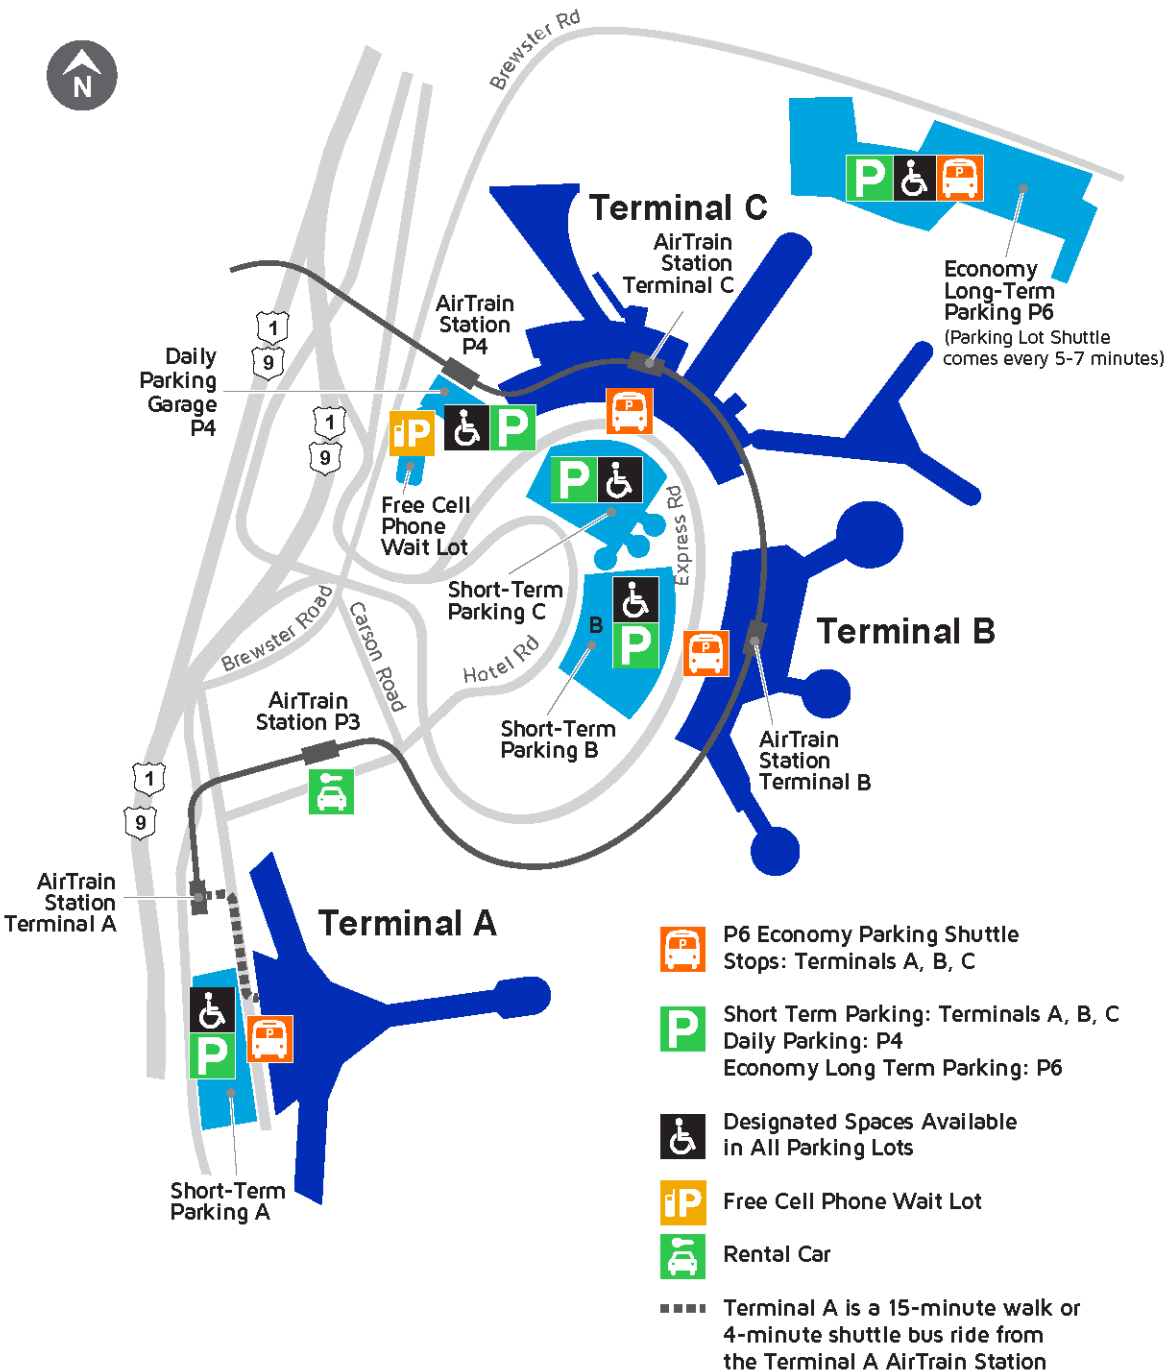 N
Brewster Rd
Terminal C
AirTrain
Station
Terminal C
P
P
Economy
Long-Term
Parking P6
(Parking Lot Shuttle
comes every 5-7 minutes)
AirTrain
Station
P4
1
9
Daily
Parking
Garage
P4
1
9
P
P
P
Free Cell
Phone
Wait Lot
P
Express Rd
Short-Term
Parking C
B
P
P
Terminal B
Brewster Road
Carson Road
Hotel Rd
AirTrain
Station P3
Short-Term
Parking B
AirTrain
Station
Terminal B
1
9
AirTrain
Station
Terminal A
Terminal A
P
P
Short-Term
Parking A
P
P6 Economy Parking Shuttle
Stops: Terminals A, B, C
P
Short Term Parking: Terminals A, B, C
Daily Parking: P4
Economy Long Term Parking: P6
Designated Spaces Available
in All Parking Lots
P
Free Cell Phone Wait Lot
Rental Car
Terminal A is a 15-minute walk or
4-minute shuttle bus ride from
the Terminal A AirTrain Station